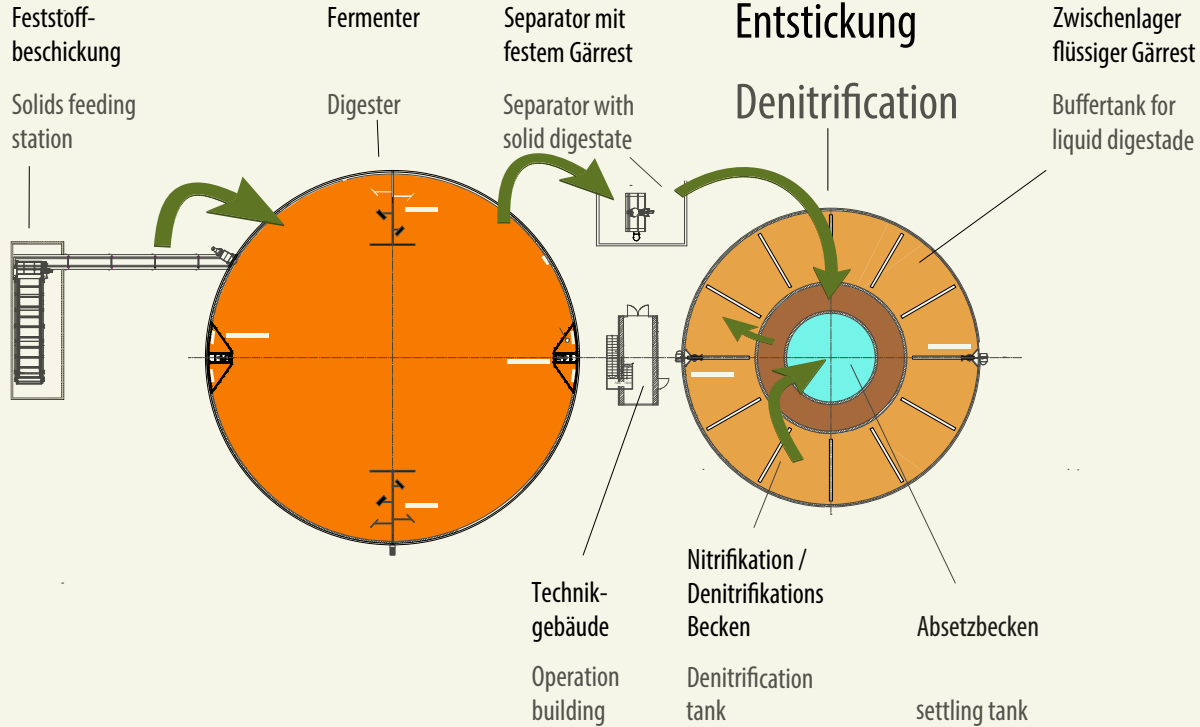 Feststoff-
beschickung
Solids feeding
station
Fermenter
Digester
Separator mit
festem Gärrest
Separator with
solid digestate
Entstickung
Denitrification
Zwischenlager
flüssiger Gärrest
Buffertank for
liquid digestade
Technik-
gebäude
Operation
building
Nitrifikation /
Denitrifikations
Becken
Denitrification
tank
Absetzbecken
settling tank